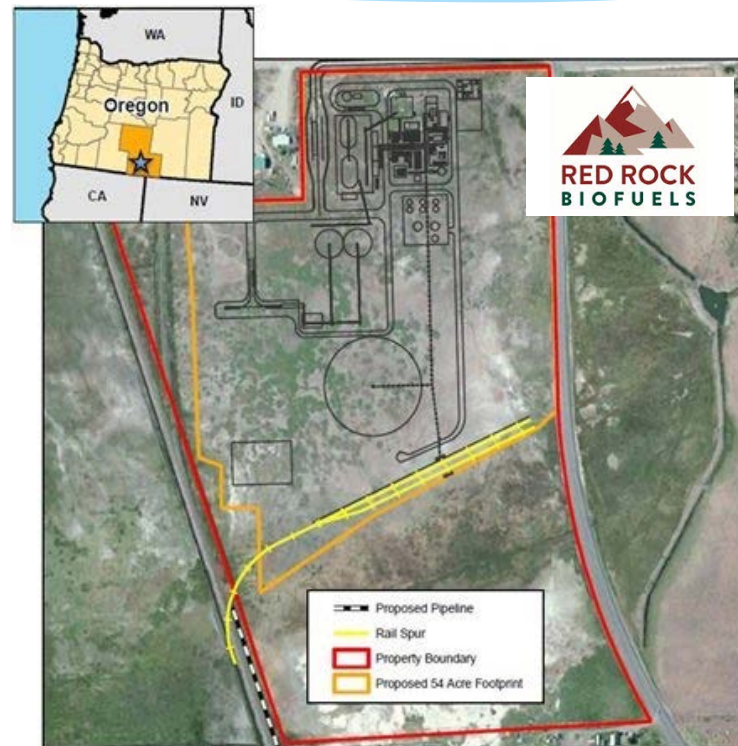 WA
Oregon
ID
CA
NV
RED ROCK
BIOFUELS
Proposed Pipeline
Rail Spur
Property Boundary
Proposed 54 Acre Footprint